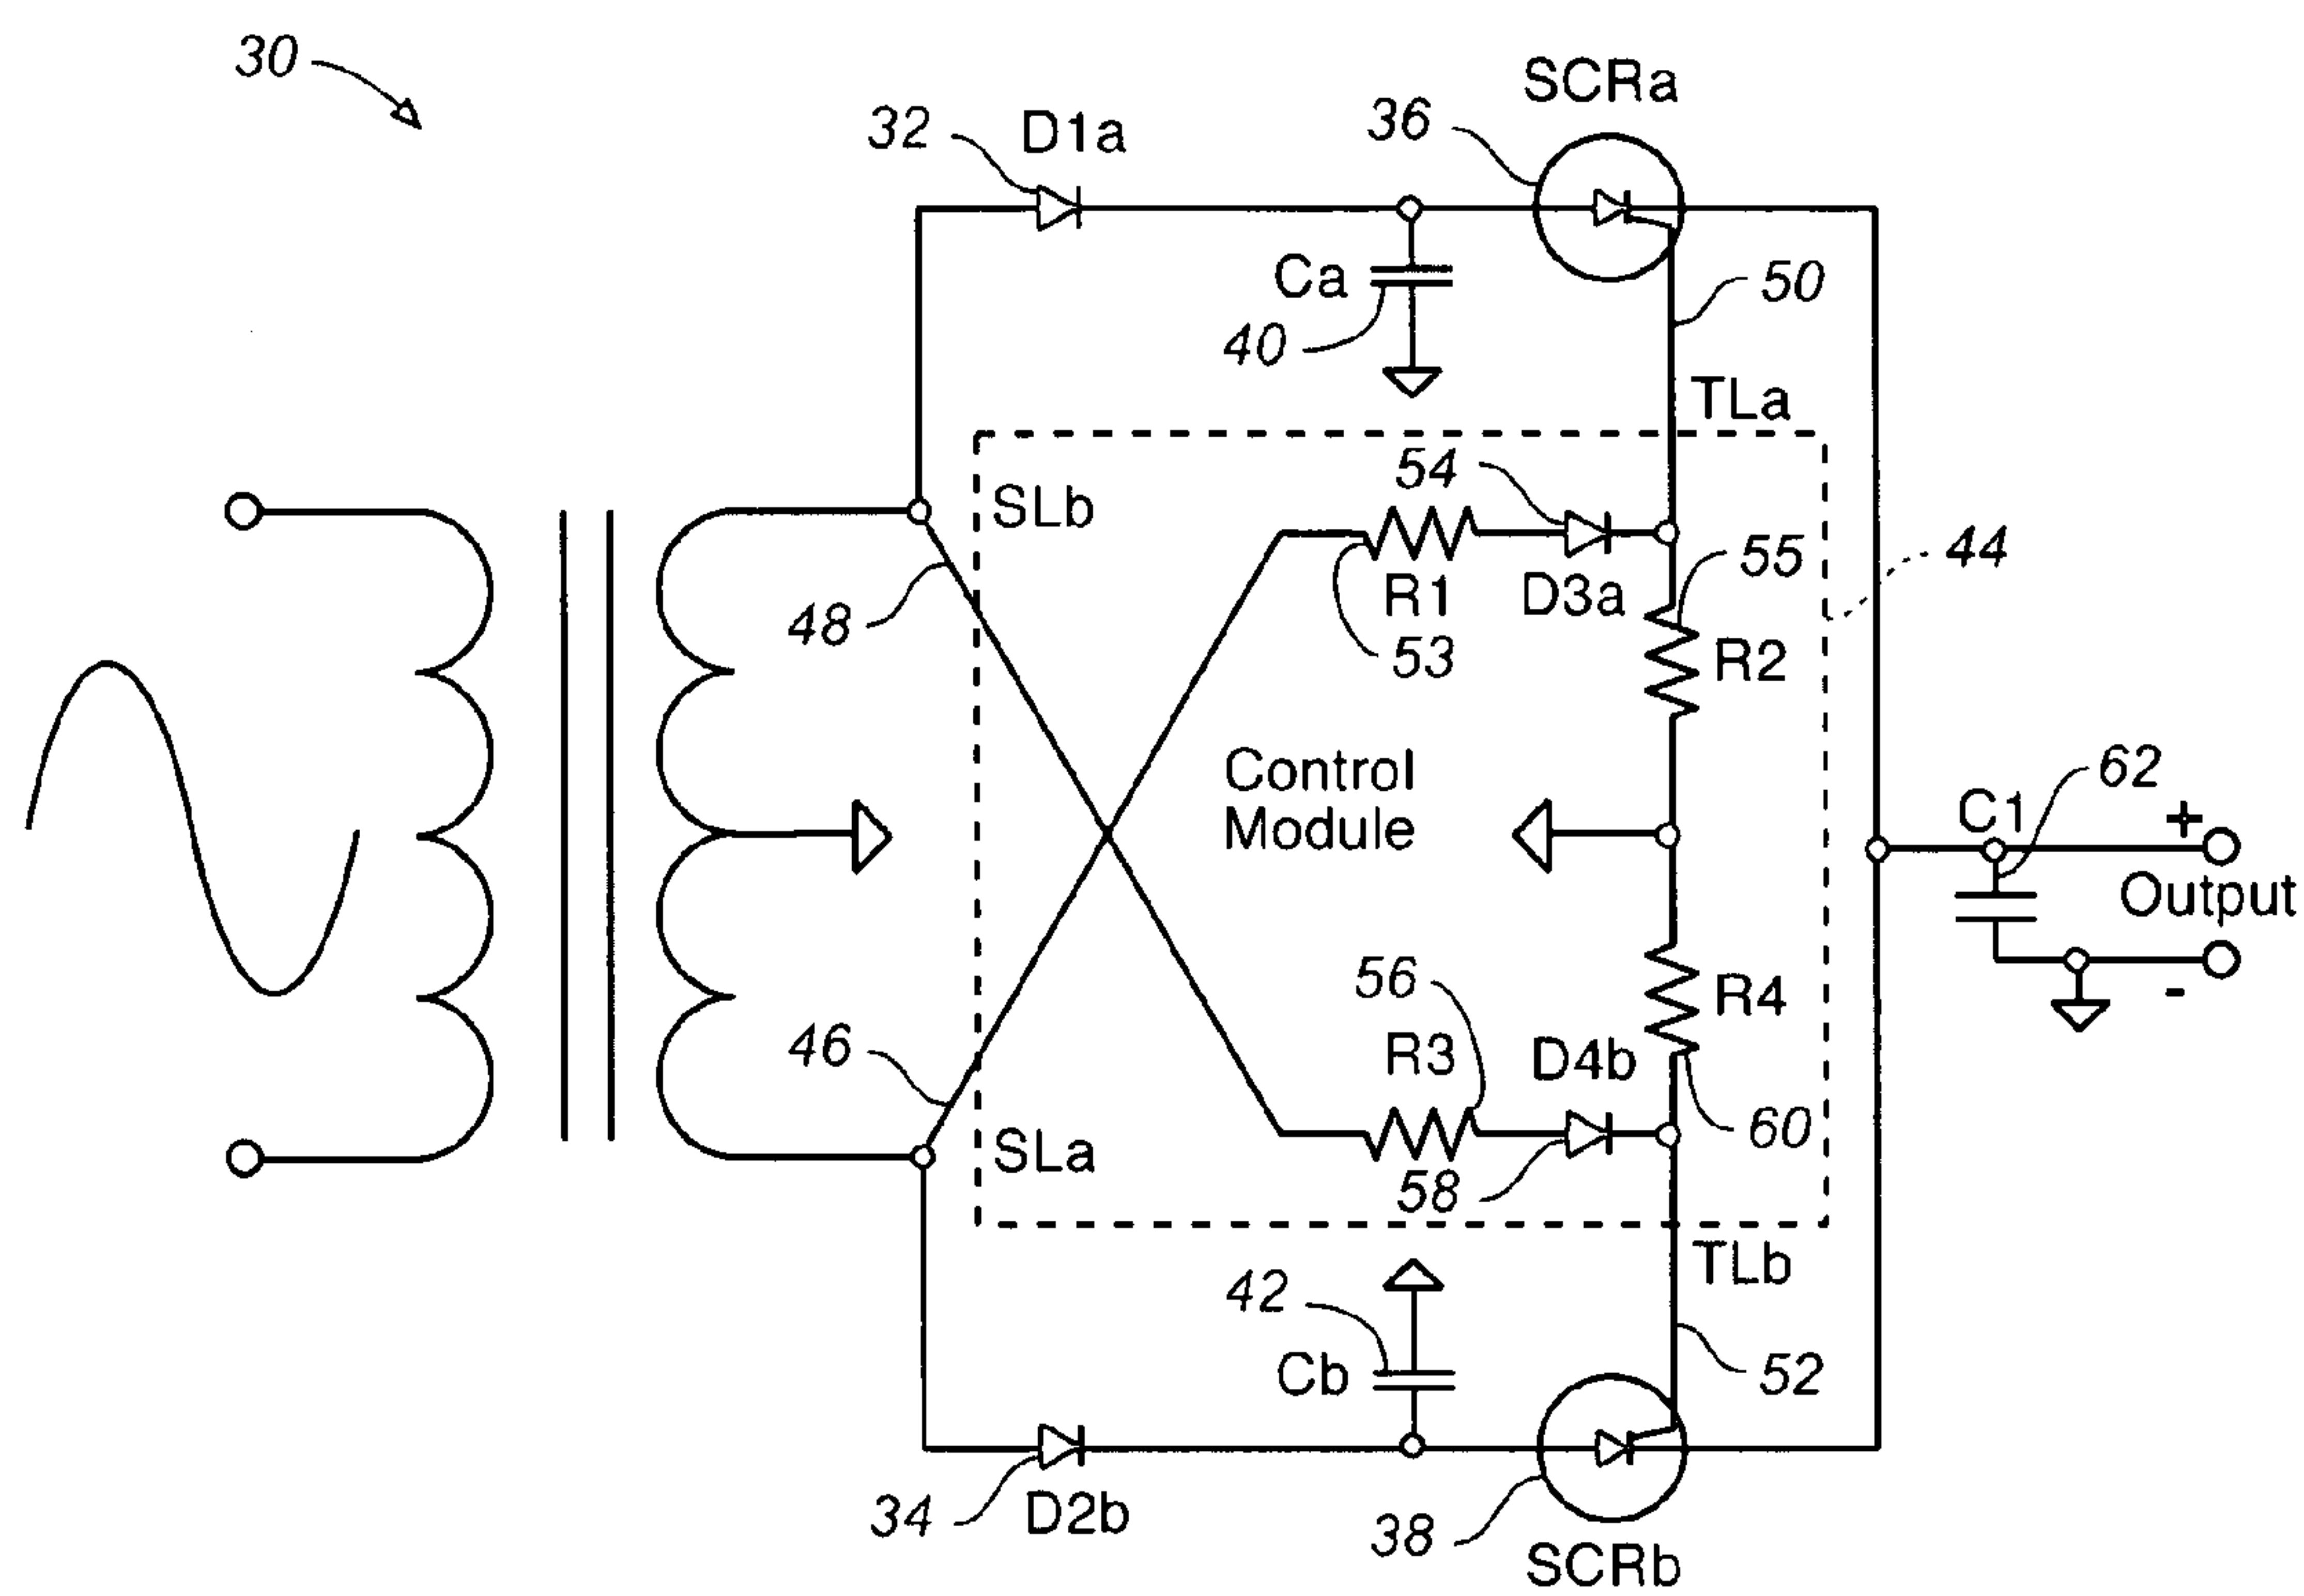 30
SCRa
36
32
D1a
50
Ca
40
TLa
54
SLb
55
44
48
R1
D3a
53
R2
Control
Module
62
C1
+
Output
-
56
R4
46
R3
D4b
60
SLa
58
TLb
42
52
Cb
34
D2b
38
SCRb